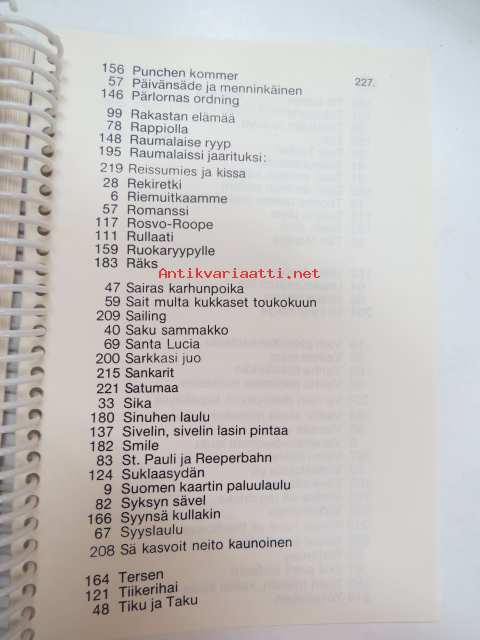 227.
156 Punchen kommer
57 Päivänsäde ja menninkäinen
146 Pärlornas ordning
99 Rakastan elämää
78 Rappiolla
148 Raumalaise ryyp
195 Raumalaissi jaarituksi:
219 Reissumies ja kissa
28 Rekiretki
6 Riemuitkaamme
57 Romanssi
117 Rosvo-Roope
111 Rullaati
159 Ruokaryypylle
183 Räks
Antikvariaatti.net
47 Sairas karhunpoika
59 Sait multa kukkaset toukokuun
209 Sailing
40 Saku sammakko
69 Santa Lucia
200 Sarkkasi juo
215 Sankarit
221 Satumaa
33 Sika
180 Sinuhen laulu
137 Sivelin, sivelin lasin pintaa
182 Smile
83 St. Pauli ja Reeperbahn
124 Suklaasydän
9 Suomen kaartin paluulaulu
82 Syksyn sävel
166 Syynsä kullakin
67 Syyslaulu
208 Sä kasvoit neito kaunoinen
164 Tersen
121 Tiikerihai
48 Tiku ja Taku